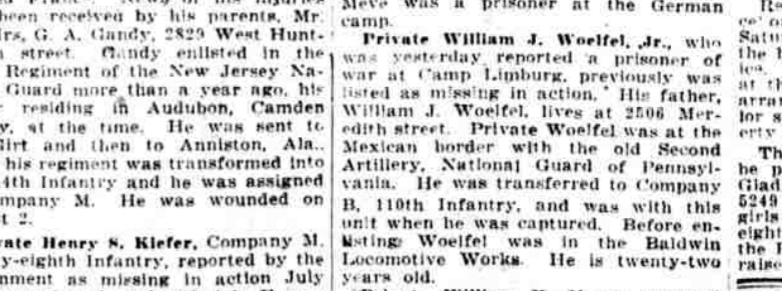 been received by his parents, Mr.
rs. G. A. Gandy, 2829 West Hunt-
street. Gandy enlisted in the
Regiment of the New Jersey Na-
Guard more than a year ago, his
residing in Audubon, Camden
y, at the time. He was sent to
Girt and then to Anniston, Ala.,
his regiment was transformed into
4th Infantry and he was assigned
mpany M. He was wounded on
t 2.
ate Henry S. Kiefer, Company M.
y-eighth Infantry, reported by the
nment as missing in action July
Meve was a prisoner at the German
camp.
Private William J. Woelfel, Jr., who
was yesterday reported a prisoner of
war at Camp Limburg, previously was
listed as missing in action. His father,
William J. Woelfel, lives at 2506 Mer-
edith street. Private Woelfel was at the
Mexican border with the old Second
Artillery, National Guard of Pennsyl-
vania. He was transferred to Company
B, 110th Infantry, and was with this
unit when he was captured. Before en-
listing Woelfel was in the Baldwin
Locomotive Works. He is twenty-two
years old.
Satu
the
at th
arran
lor s
erty
Th
he p
Glad
5249
girls
eight
the
raise